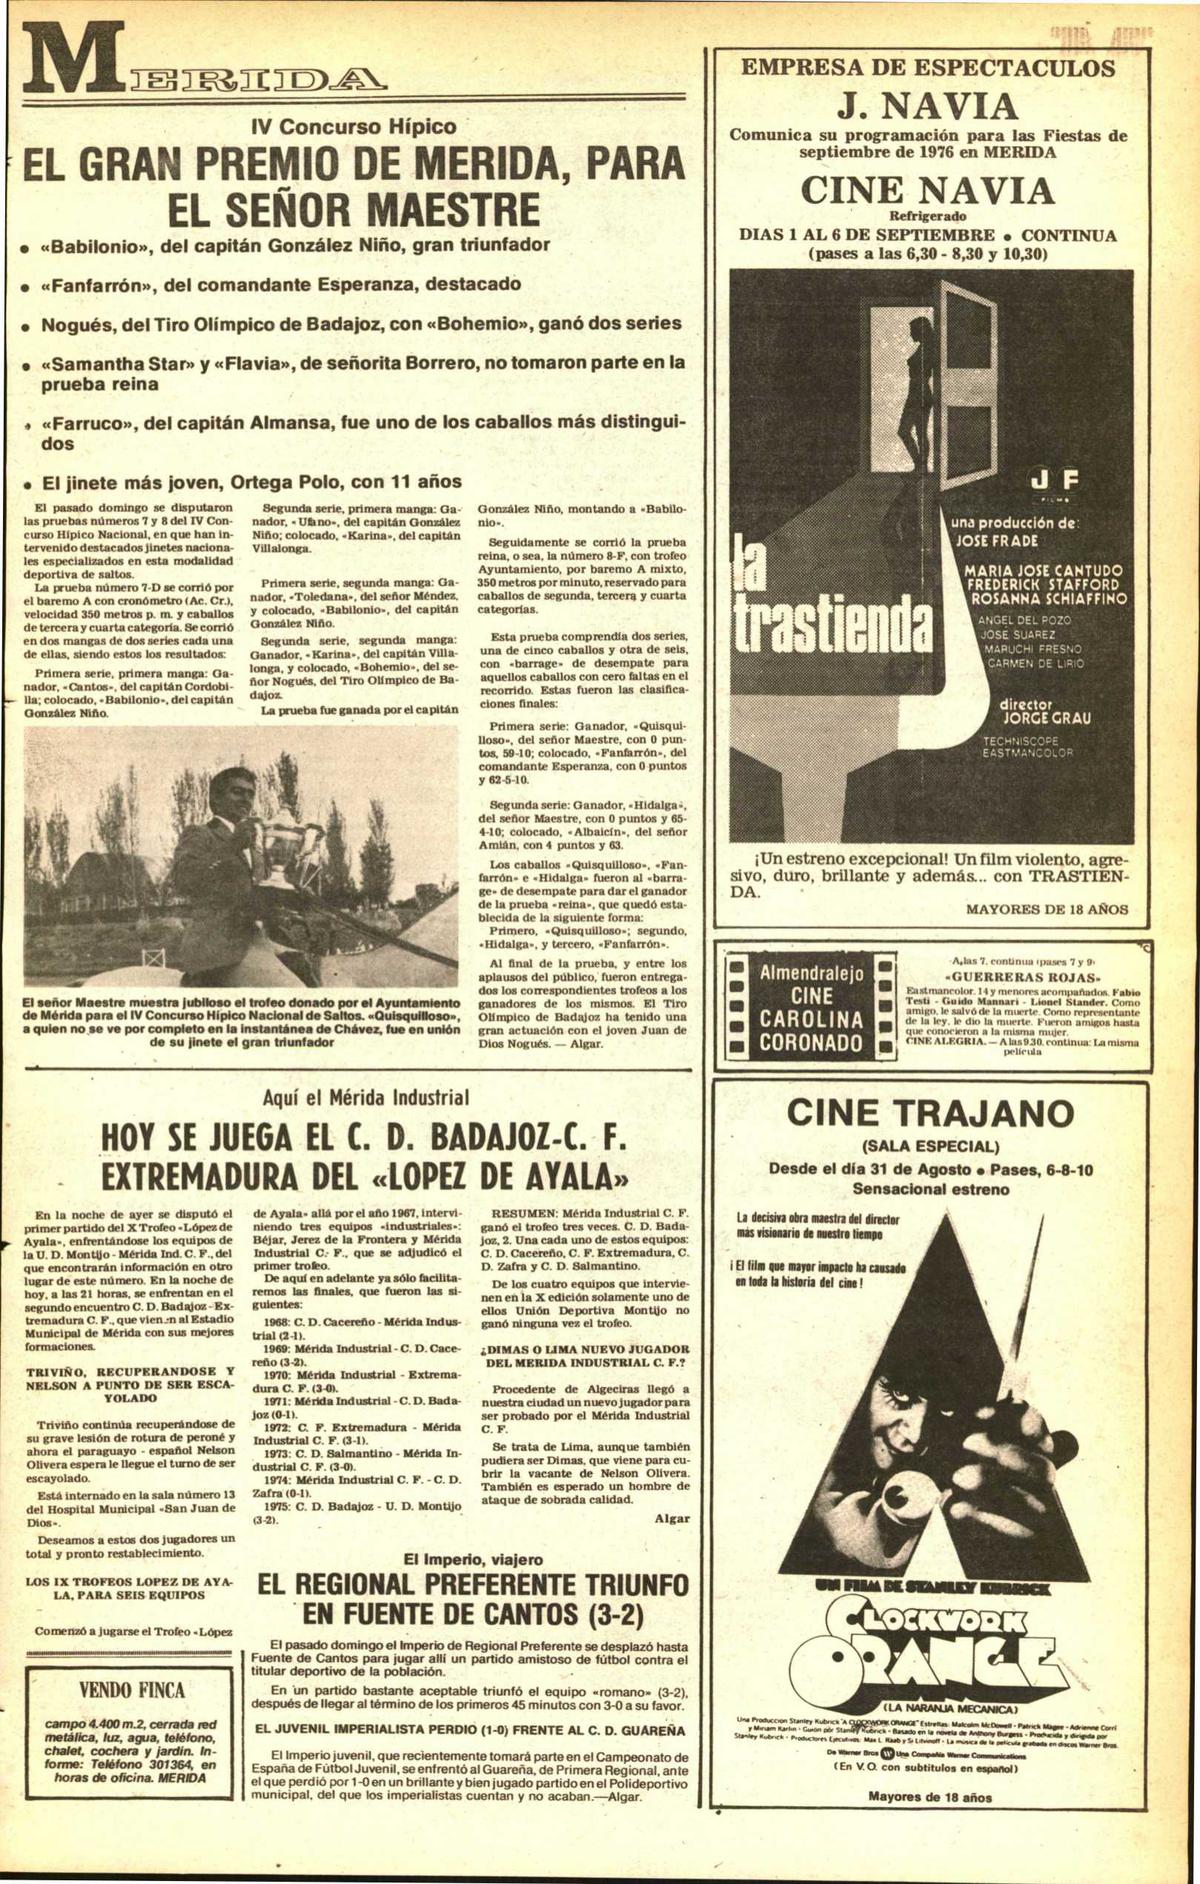 MERIDA
IV Concurso Hípico
EL GRAN PREMIO DE MERIDA, PARA
EL SEÑOR MAESTRE
• «Babilonio», del capitán González Niño, gran triunfador
• «Fanfarrón», del comandante Esperanza, destacado
• Nogués, del Tiro Olímpico de Badajoz, con «Bohemio», ganó dos series
• «Samantha Star» y «Flavia», de señorita Borrero, no tomaron parte en la
prueba reina
• «Farruco», del capitán Almansa, fue uno de los caballos más distingui-
dos
• El jinete más joven, Ortega Polo, con 11 años
El pasado domingo se disputaron
las pruebas números 7 y 8 del IV Con-
curso Hípico Nacional, en que han in-
tervenido destacados jinetes naciona-
les especializados en esta modalidad
deportiva de saltos.
La prueba número 7-D se corrió por
el baremo A con cronómetro (Ac. Cr.),
velocidad 350 metros p. m. y caballos
de tercera y cuarta categoría. Se corrió
en dos mangas de dos series cada una
de ellas, siendo estos los resultados:
Primera serie, primera manga: Ga-
nador, «Cantos», del capitán Cordobi-
lla; colocado, «Babilonio», del capitán
González Niño.
Segunda serie, primera manga: Ga-
nador, «Ufano», del capitán González
Niño; colocado, «Karina», del capitán
Villalonga.
Primera serie, segunda manga: Ga-
nador, «Toledana», del señor Méndez,
y colocado, «Babilonio», del capitán
González Niño.
Segunda serie, segunda manga:
Ganador, «Karina», del capitán Villa-
longa, y colocado, «Bohemio», del se-
ñor Nogués, del Tiro Olímpico de Ba-
dajoz.
La prueba fue ganada por el capitán
González Niño, montando a «Babilo-
nio».
Seguidamente se corrió la prueba
reina, o sea, la número 8-F, con trofeo
Ayuntamiento, por baremo A mixto,
350 metros por minuto, reservado para
caballos de segunda, tercera y cuarta
categorías.
Esta prueba comprendía dos series,
una de cinco caballos y otra de seis,
con «barrage» de desempate para
aquellos caballos con cero faltas en el
recorrido. Estas fueron las clasifica-
ciones finales:
Primera serie: Ganador, «Quisqui-
lloso», del señor Maestre, con 0 pun-
tos, 59-10; colocado, «Fanfarrón», del
comandante Esperanza, con 0 puntos
y 62-5-10.
Segunda serie: Ganador, «Hidalga»,
del señor Maestre, con 0 puntos y 65-
4-10; colocado, «Albaicín», del señor
Amián, con 4 puntos y 63.
Los caballos «Quisquilloso», «Fan-
farrón» e «Hidalga» fueron al «barra-
ge» de desempate para dar el ganador
de la prueba «reina», que quedó esta-
blecida de la siguiente forma:
Primero, «Quisquilloso»; segundo,
«Hidalga», y tercero, «Fanfarrón».
Al final de la prueba, y entre los
aplausos del público, fueron entrega-
dos los correspondientes trofeos a los
ganadores de los mismos. El Tiro
Olímpico de Badajoz ha tenido una
gran actuación con el joven Juan de
Dios Nogués. — Algar.
El señor Maestre muestra jubiloso el trofeo donado por el Ayuntamiento
de Mérida para el IV Concurso Hípico Nacional de Saltos. «Quisquilloso»,
a quien no se ve por completo en la instantánea de Chávez, fue en unión
de su jinete el gran triunfador
Aquí el Mérida Industrial
HOY SE JUEGA EL C. D. BADAJOZ-C. F.
EXTREMADURA DEL «LOPEZ DE AYALA»
En la noche de ayer se disputó el
primer partido del X Trofeo «López de
Ayala», enfrentándose los equipos de
la U. D. Montijo - Mérida Ind. C. F., del
que encontrarán información en otro
lugar de este número. En la noche de
hoy, a las 21 horas, se enfrentan en el
segundo encuentro C. D. Badajoz - Ex-
tremadura C. F., que vienen al Estadio
Municipal de Mérida con sus mejores
formaciones.
TRIVIÑO, RECUPERANDOSE Y
NELSON A PUNTO DE SER ESCA-
YOLADO
Triviño continúa recuperándose de
su grave lesión de rotura de peroné y
ahora el paraguayo - español Nelson
Olivera espera le llegue el turno de ser
escayolado.
Está internado en la sala número 13
del Hospital Municipal «San Juan de
Dios».
Deseamos a estos dos jugadores un
total y pronto restablecimiento.
LOS IX TROFEOS LOPEZ DE AYA-
LA, PARA SEIS EQUIPOS
Comenzó a jugarse el Trofeo «López
de Ayala» allá por el año 1967, intervi-
niendo tres equipos «industriales»:
Béjar, Jerez de la Frontera y Mérida
Industrial C. F., que se adjudicó el
primer trofeo.
De aquí en adelante ya sólo facilita-
remos las finales, que fueron las si-
guientes:
1968: C. D. Cacereño - Mérida Indus-
trial (2-1).
1969: Mérida Industrial - C. D. Cace-
reño (3-2).
1970: Mérida Industrial - Extrema-
dura C. F. (3-0).
1971: Mérida Industrial - C. D. Bada-
joz (0-1).
1972: C. F. Extremadura - Mérida
Industrial C. F. (3-1).
1973: C. D. Salmantino - Mérida In-
dustrial C. F. (3-0).
1974: Mérida Industrial C. F. - C. D.
Zafra (0-1).
1975: C. D. Badajoz - U. D. Montijo
(3-2).
RESUMEN: Mérida Industrial C. F.
ganó el trofeo tres veces. C. D. Bada-
joz, 2. Una cada uno de estos equipos:
C. D. Cacereño, C. F. Extremadura, C.
D. Zafra y C. D. Salmantino.
De los cuatro equipos que intervie-
nen en la X edición solamente uno de
ellos Unión Deportiva Montijo no
ganó ninguna vez el trofeo.
¿DIMAS O LIMA NUEVO JUGADOR
DEL MERIDA INDUSTRIAL C. F.?
Procedente de Algeciras llegó a
nuestra ciudad un nuevo jugador para
ser probado por el Mérida Industrial
C. F.
Se trata de Lima, aunque también
pudiera ser Dimas, que viene para cu-
brir la vacante de Nelson Olivera.
También es esperado un hombre de
ataque de sobrada calidad.
Algar
El Imperio, viajero
EL REGIONAL PREFERENTE TRIUNFO
EN FUENTE DE CANTOS (3-2)
El pasado domingo el Imperio de Regional Preferente se desplazó hasta
Fuente de Cantos para jugar allí un partido amistoso de fútbol contra el
titular deportivo de la población.
En un partido bastante aceptable triunfó el equipo «romano» (3-2),
después de llegar al término de los primeros 45 minutos con 3-0 a su favor.
EL JUVENIL IMPERIALISTA PERDIO (1-0) FRENTE AL C. D. GUAREÑA
El Imperio juvenil, que recientemente tomará parte en el Campeonato de
España de Fútbol Juvenil, se enfrentó al Guareña, de Primera Regional, ante
el que perdió por 1-0 en un brillante y bien jugado partido en el Polideportivo
municipal, del que los imperialistas cuentan y no acaban.—Algar.
VENDO FINCA
campo 4.400 m.2, cerrada red
metálica, luz, agua, teléfono,
chalet, cochera y jardín. In-
forme: Teléfono 301364, en
horas de oficina. MERIDA
EMPRESA DE ESPECTACULOS
J. NAVIA
Comunica su programación para las Fiestas de
septiembre de 1976 en MERIDA
CINE NAVIA
Refrigerado
DIAS 1 AL 6 DE SEPTIEMBRE • CONTINUA
(pases a las 6,30 - 8,30 y 10,30)
JF
FILMS
una producción de:
JOSE FRADE
la
trastienda
MARIA JOSE CANTUDO
FREDERICK STAFFORD
ROSANNA SCHIAFFINO
ANGEL DEL POZO
JOSE SUAREZ
MARUCHI FRESNO
CARMEN DE LIRIO
director
JORGE GRAU
TECHNISCOPE
EASTMANCOLOR
¡Un estreno excepcional! Un film violento, agre-
sivo, duro, brillante y además... con TRASTIEN-
DA.
MAYORES DE 18 AÑOS
Almendralejo
CINE
CAROLINA
CORONADO
A las 7, continua (pases 7 y 9)
«GUERRERAS ROJAS»
Eastmancolor. 14 y menores acompañados. Fabio
Testi - Guido Mannari - Lionel Stander. Como
amigo, le salvó de la muerte. Como representante
de la ley, le dio la muerte. Fueron amigos hasta
que conocieron a la misma mujer.
CINE ALEGRIA. — A las 9,30, continua: La misma
película
CINE TRAJANO
(SALA ESPECIAL)
Desde el día 31 de Agosto • Pases, 6-8-10
Sensacional estreno
La decisiva obra maestra del director
más visionario de nuestro tiempo
¡ El film que mayor impacto ha causado
en toda la historia del cine !
UN FILM DE STANLEY KUBRICK
CLOCKWORK
ORANGE
(LA NARANJA MECANICA)
Una Produccion Stanley Kubrick "A CLOCKWORK ORANGE" Estrellas: Malcolm McDowell - Patrick Magee - Adrienne Corri
y Miriam Karlin - Guión por Stanley Kubrick - Basado en la novela de Anthony Burgess - Producida y dirigida por
Stanley Kubrick - Productores Ejecutivos: Max L. Raab y Si Litvinoff - La música de la película grabada en discos Warner Bros.
De Warner Bros Una Compañía Warner Communications
(En V.O. con subtitulos en español)
Mayores de 18 años